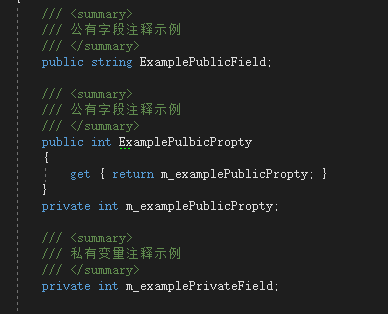 {
/// <summary>
/// 公有字段注释示例
/// </summary>
public string ExamplePublicField;
/// <summary>
/// 公有字段注释示例
/// </summary>
public int ExamplePulbicPropty
{
get { return m_examplePublicPropty; }
}
private int m_examplePublicPropty;
/// <summary>
/// 私有变量注释示例
/// </summary>
private int m_examplePrivateField;